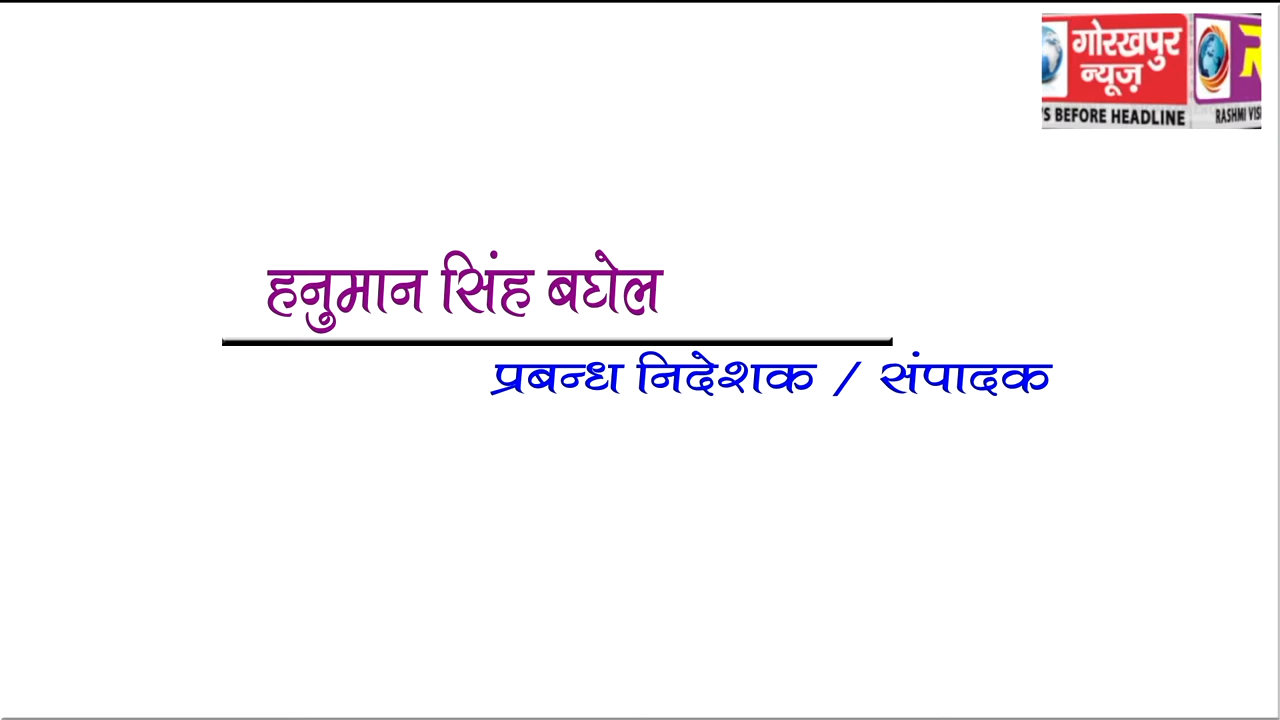 गोरखपुर
न्यूज़
'S BEFORE HEADLINE
RASHMI VIS
हनुमान सिंह बघेल
प्रबन्ध निदेशक / संपादक